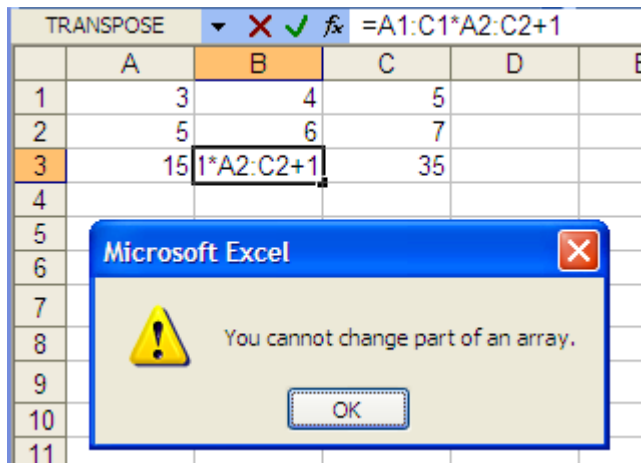 TRANSPOSE fx =A1:C1*A2:C2+1
A B C D E
1 3 4 5
2 5 6 7
3 15 1*A2:C2+1 35
4
5
6
7
8
9
10
11
Microsoft Excel
You cannot change part of an array.
OK